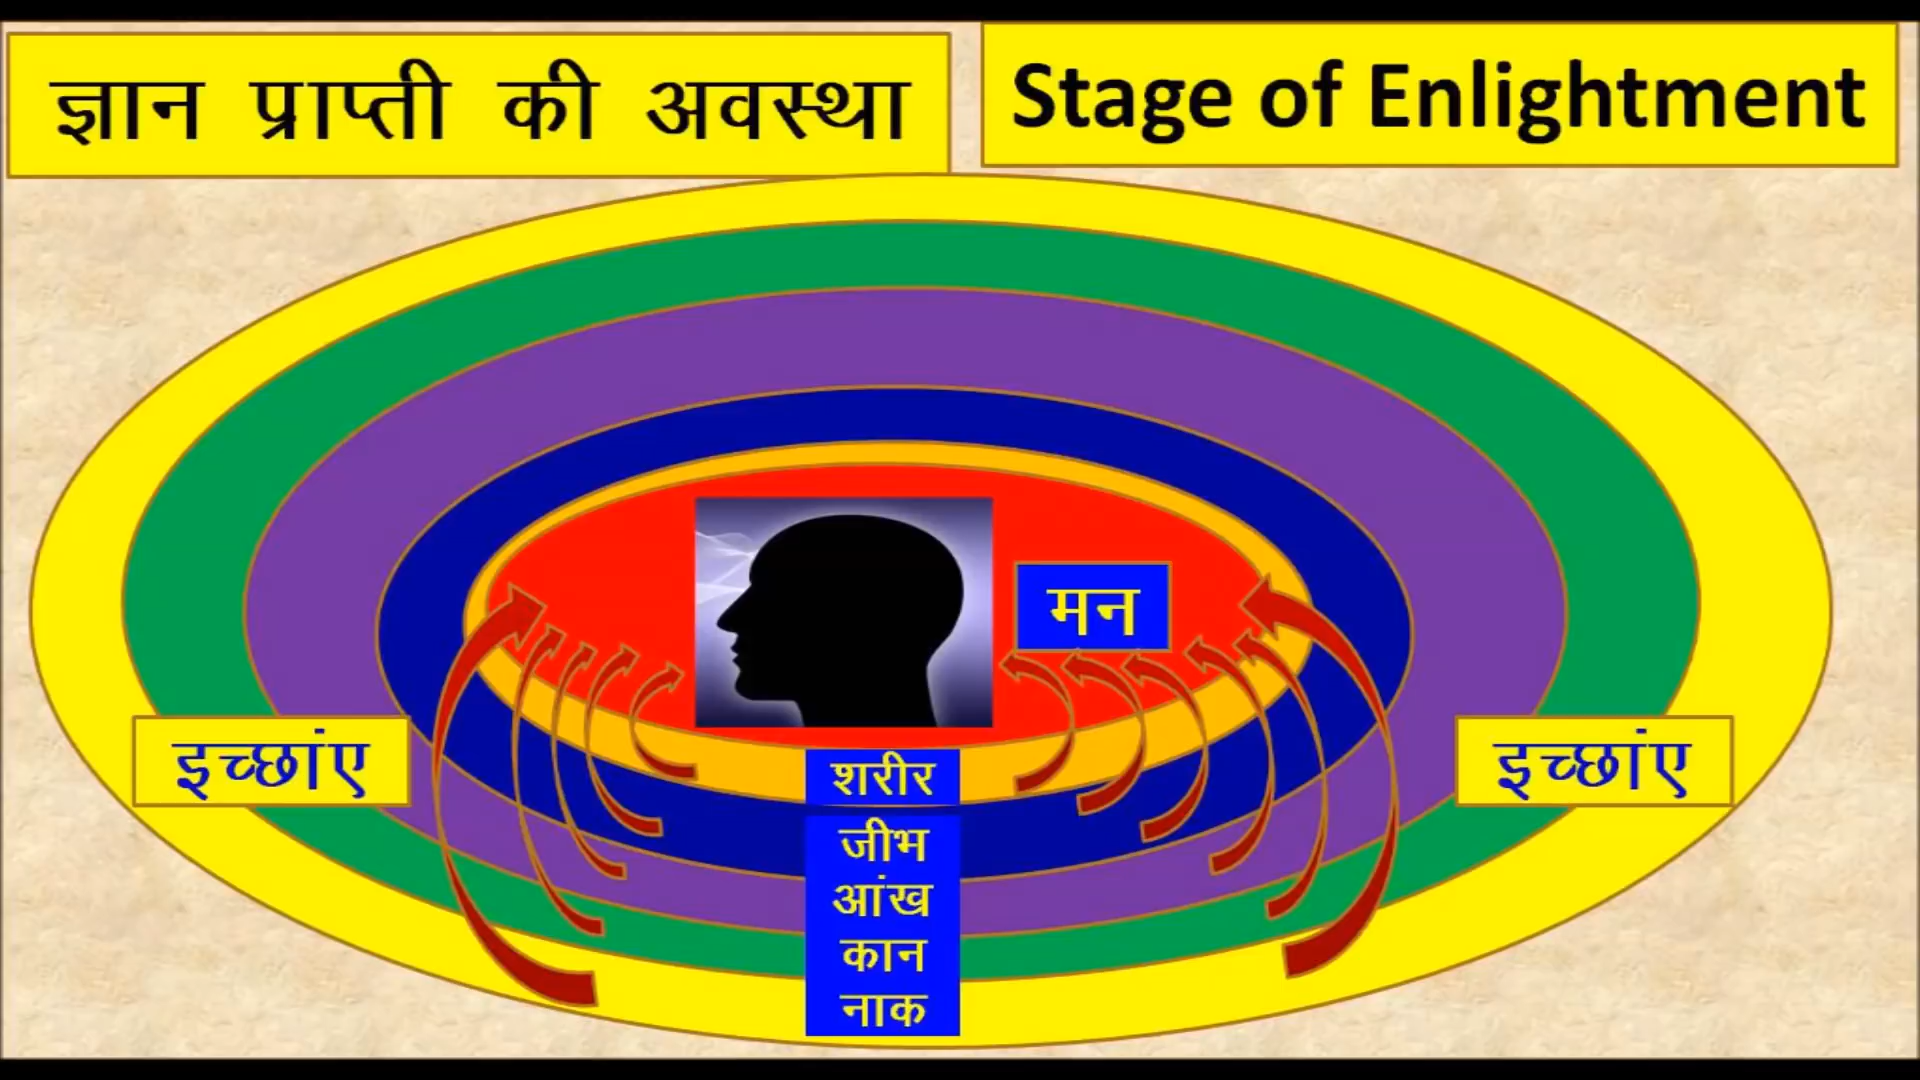 ज्ञान प्राप्ती की अवस्था
Stage of Enlightment
मन
इच्छांए
इच्छांए
शरीर
जीभ
आंख
कान
नाक